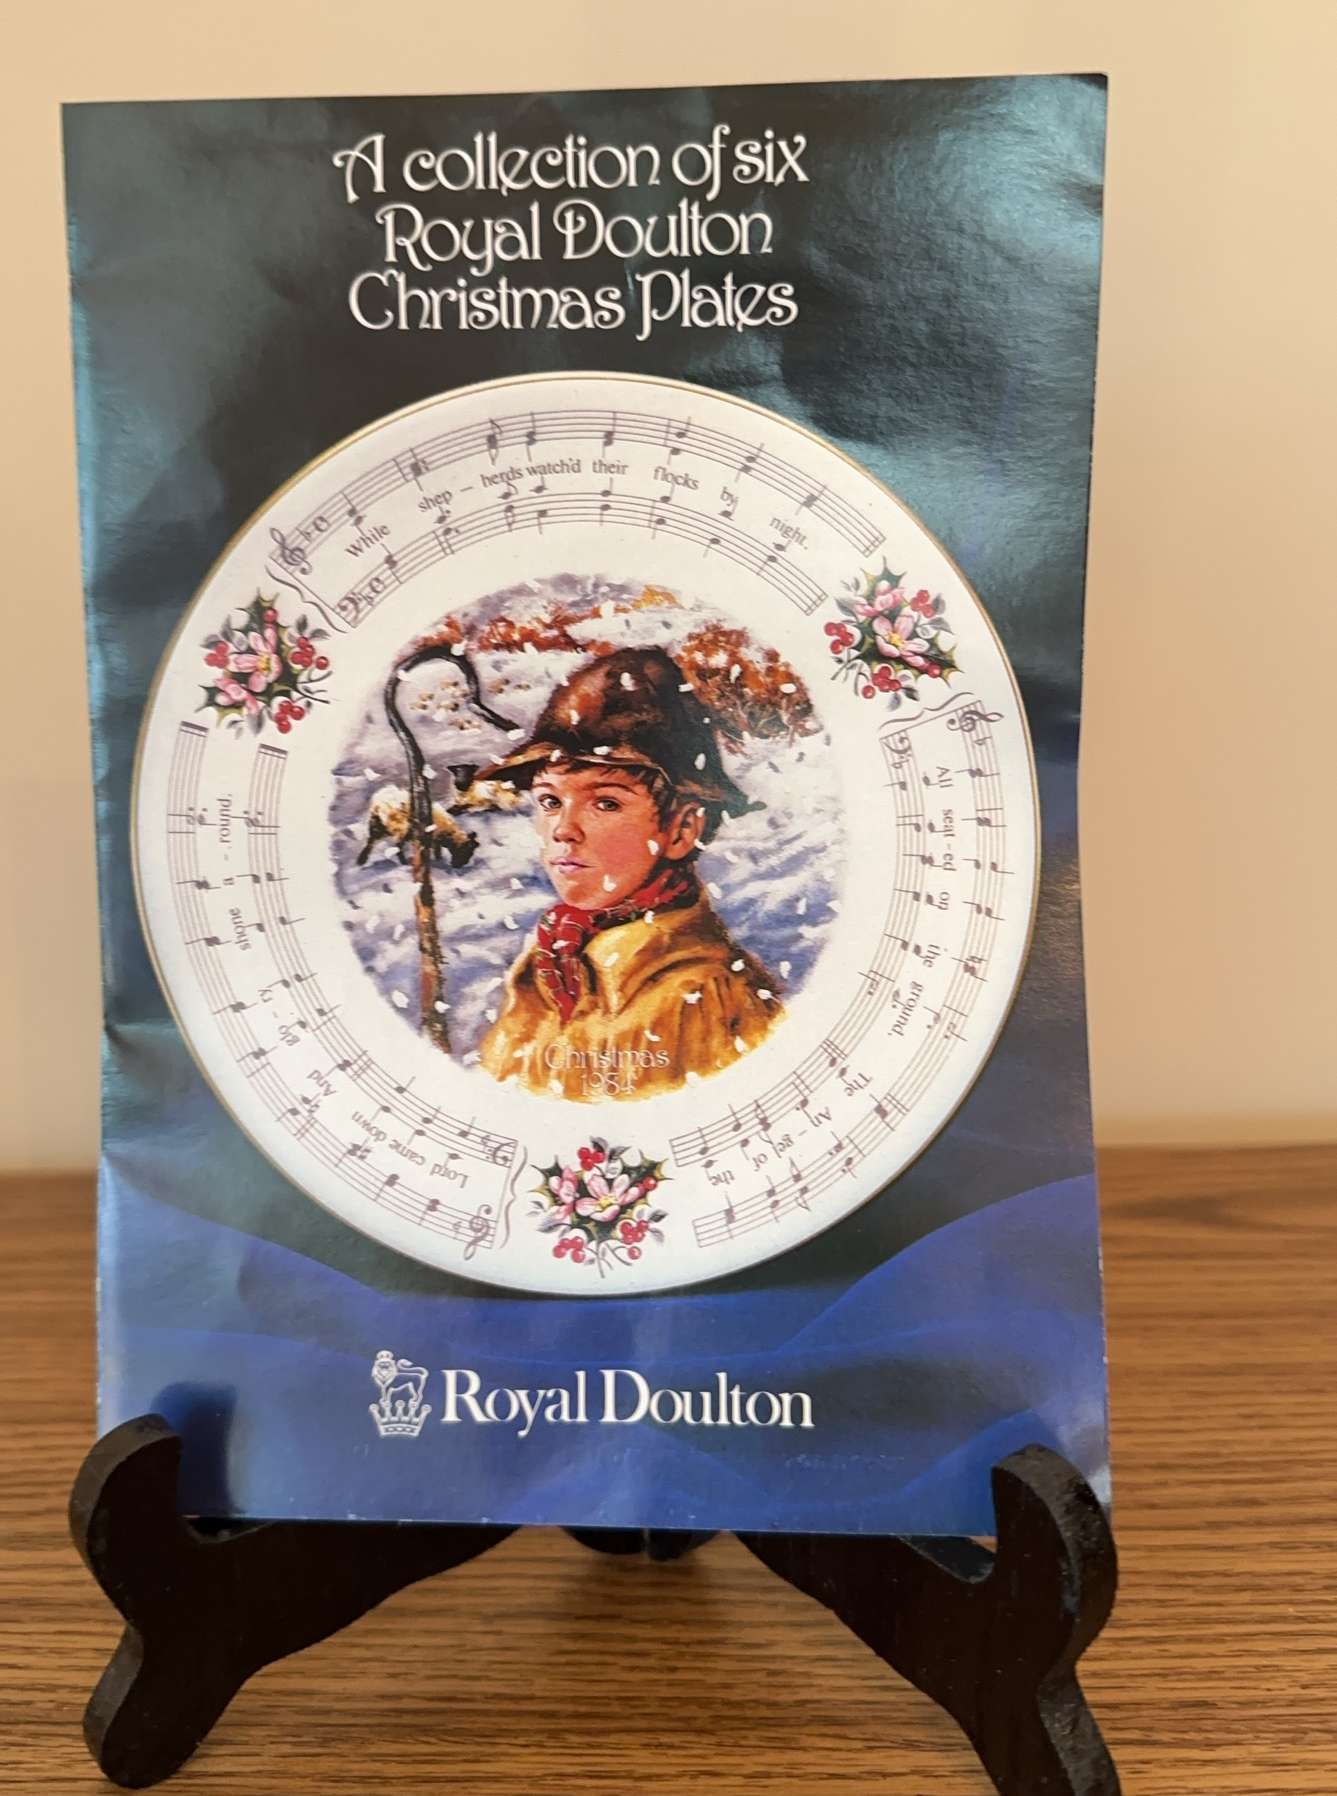 A collection of six
Royal Doulton
Christmas Plates
While shep - herds watch'd their flocks by night.
All seat - ed on the ground.
The An - gel of the
Lord came down And
glo - ry shone a - round.
Christmas
1984
Royal Doulton